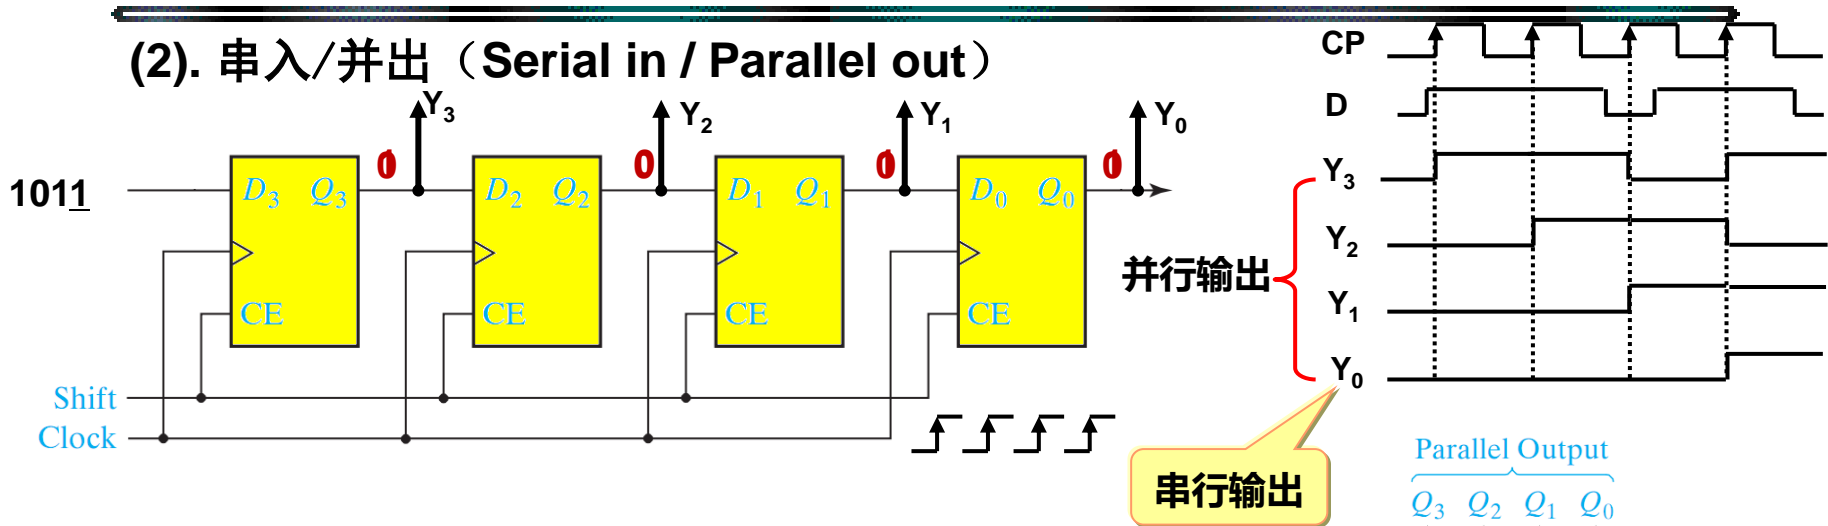 (2). 串入/并出（Serial in / Parallel out）
Y3
Y2
Y1
Y0
0
0
1011
D3 Q3
D2 Q2
D1 Q1
D0 Q0
CE
CE
CE
CE
Shift
Clock
CP
D
Y3
Y2
并行输出
Y1
Y0
串行输出
Parallel Output
Q3 Q2 Q1 Q0